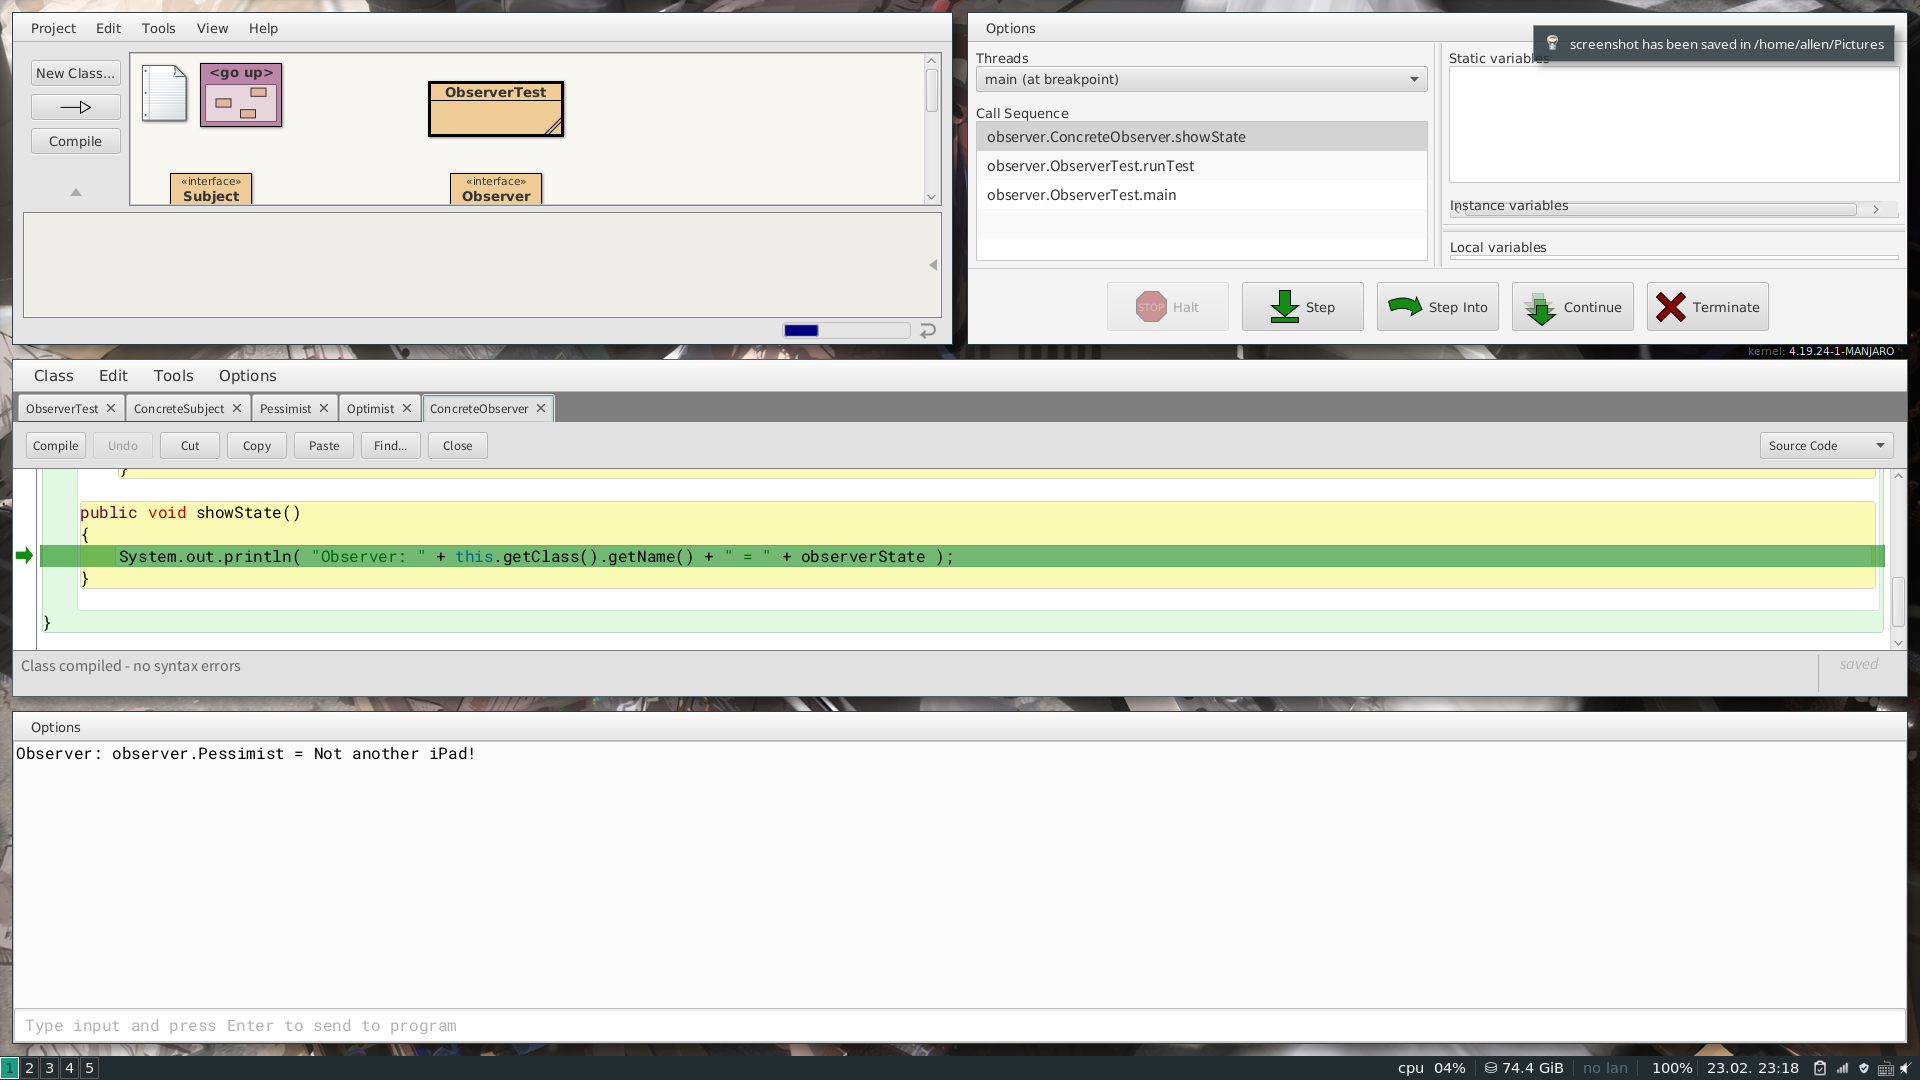 Project Edit Tools View Help
New Class...
Compile
<go up>
ObserverTest
«interface»
Subject
«interface»
Observer
Options
screenshot has been saved in /home/allen/Pictures
Threads
main (at breakpoint)
Call Sequence
observer.ConcreteObserver.showState
observer.ObserverTest.runTest
observer.ObserverTest.main
Static variables
Instance variables
Local variables
STOP Halt
Step
Step Into
Continue
Terminate
kernel: 4.19.24-1-MANJARO
Class Edit Tools Options
ObserverTest ConcreteSubject Pessimist Optimist ConcreteObserver
Compile Undo Cut Copy Paste Find... Close
Source Code
}
public void showState()
{
System.out.println( "Observer: " + this.getClass().getName() + " = " + observerState );
}
}
Class compiled - no syntax errors
saved
Options
Observer: observer.Pessimist = Not another iPad!
Type input and press Enter to send to program
1 2 3 4 5
cpu 04% 74.4 GiB no lan 100% 23.02. 23:18